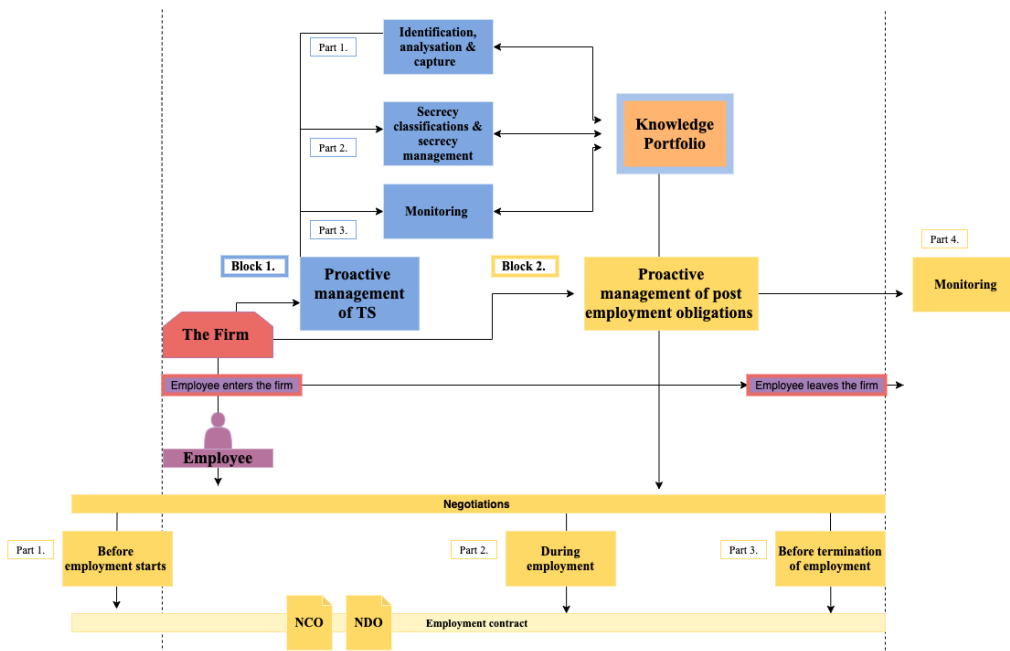 Part 1.
Identification,
analysation &
capture
Part 2.
Secrecy
classifications &
secrecy
management
Knowledge
Portfolio
Part 3.
Monitoring
Block 1.
Proactive
management
of TS
Block 2.
Proactive
management of post
employment obligations
Part 4.
Monitoring
The Firm
Employee enters the firm
Employee leaves the firm
Employee
Negotiations
Part 1.
Before
employment starts
Part 2.
During
employment
Part 3.
Before termination
of employment
NCO
NDO
Employment contract